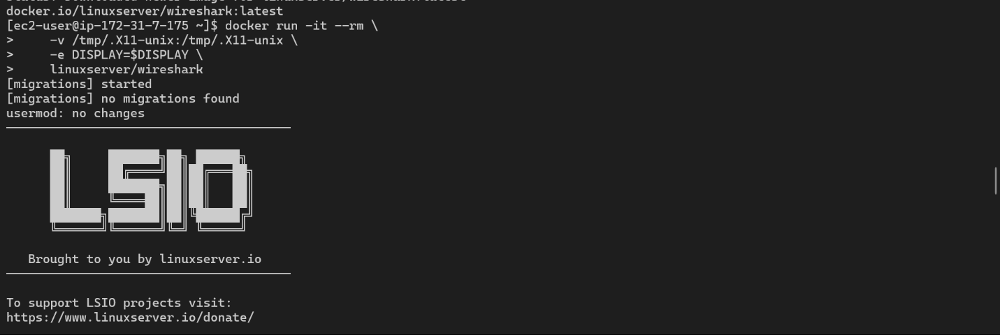 docker.io/linuxserver/wireshark:latest
[ec2-user@ip-172-31-7-175 ~]$ docker run -it --rm \
>     -v /tmp/.X11-unix:/tmp/.X11-unix \
>     -e DISPLAY=$DISPLAY \
>     linuxserver/wireshark
[migrations] started
[migrations] no migrations found
usermod: no changes
LSIO
Brought to you by linuxserver.io
To support LSIO projects visit:
https://www.linuxserver.io/donate/